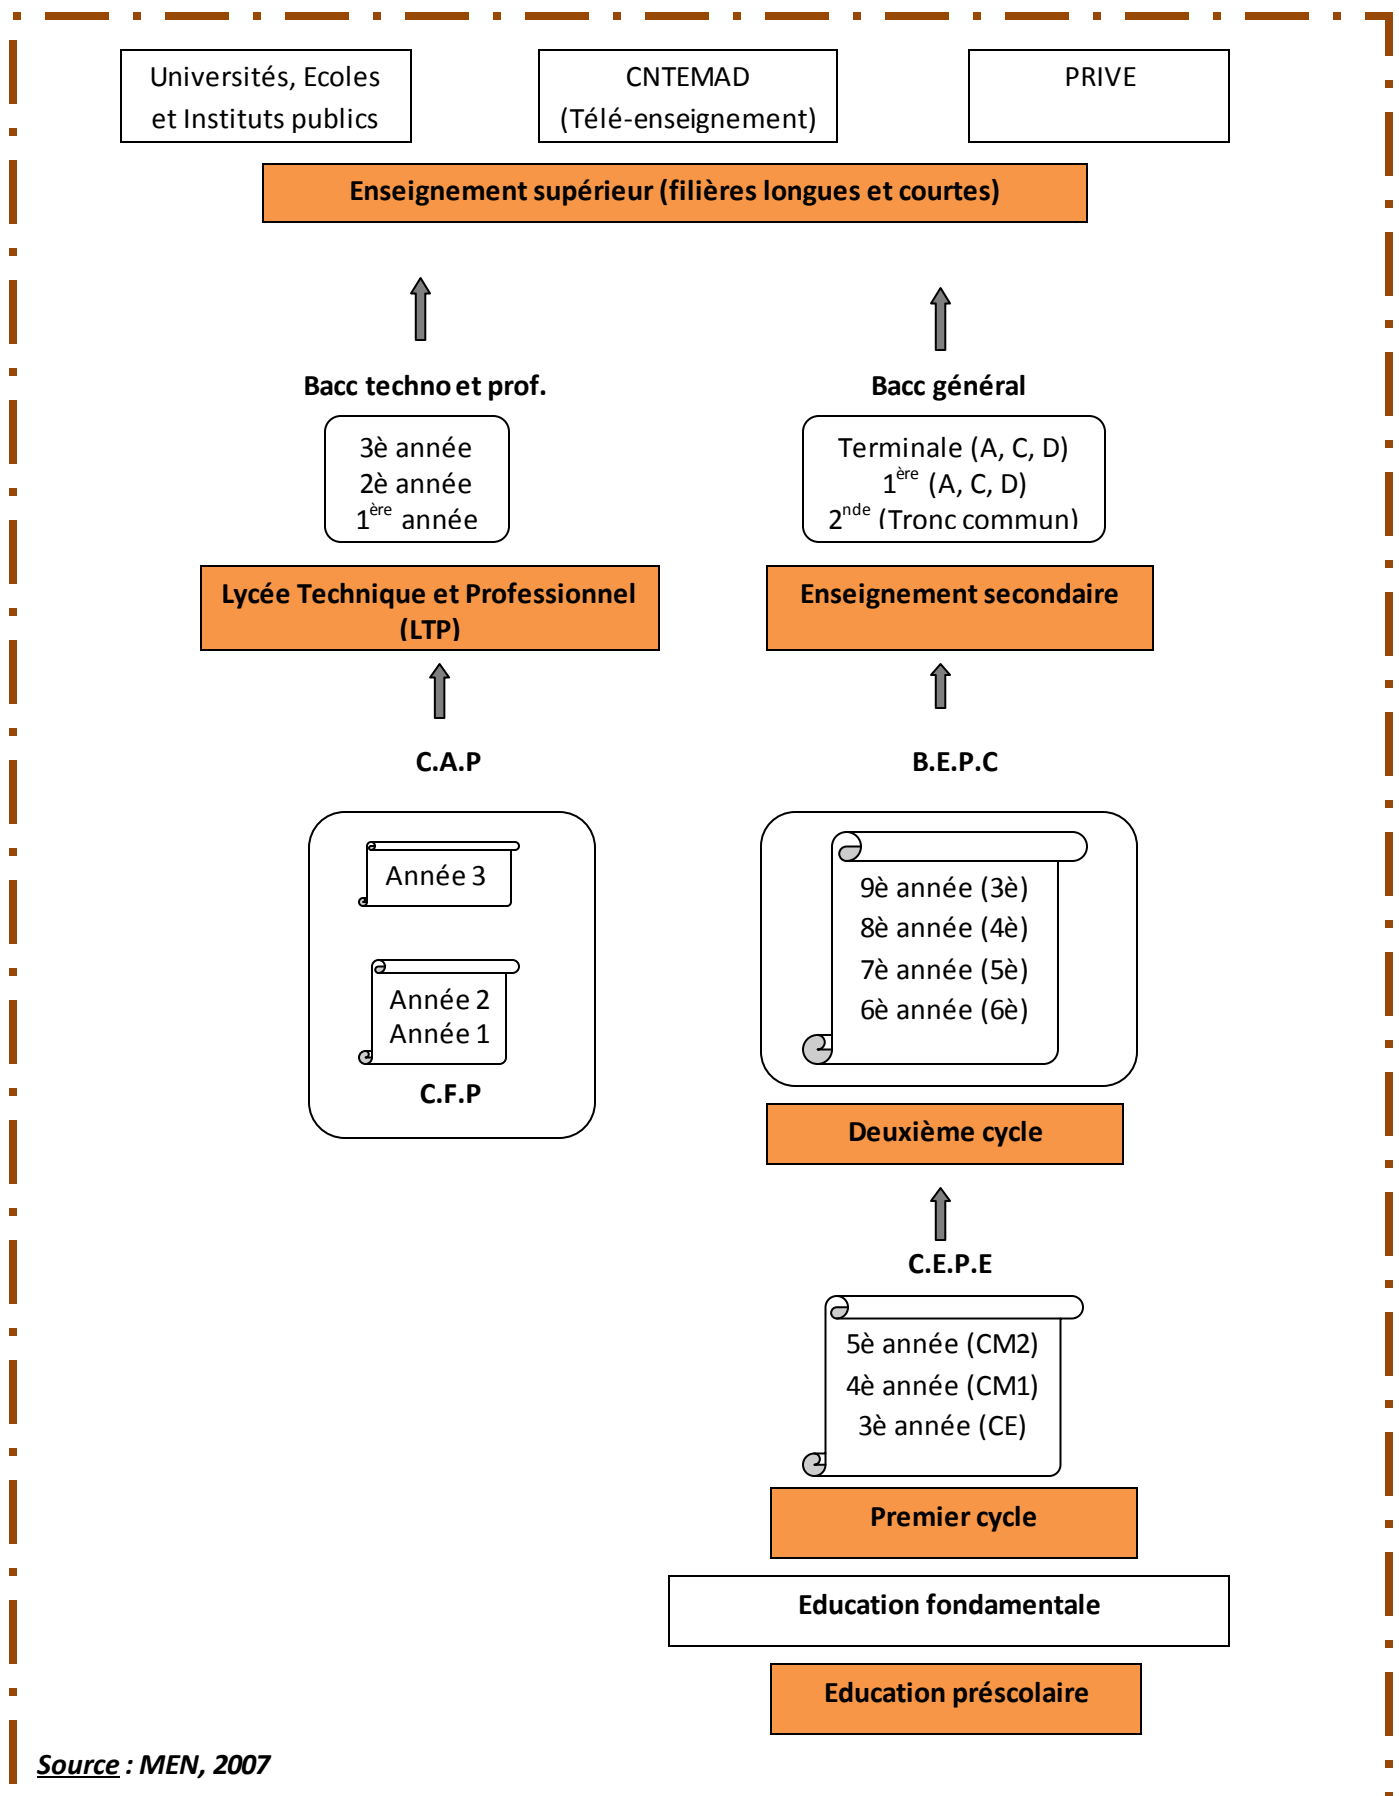 Universités, Ecoles
et Instituts publics
CNTEMAD
(Télé-enseignement)
PRIVE
Enseignement supérieur (filières longues et courtes)
Bacc techno et prof.
Bacc général
3è année
2è année
1ère année
Terminale (A, C, D)
1ère (A, C, D)
2nde (Tronc commun)
Lycée Technique et Professionnel
(LTP)
Enseignement secondaire
C.A.P
B.E.P.C
Année 3
Année 2
Année 1
C.F.P
9è année (3è)
8è année (4è)
7è année (5è)
6è année (6è)
Deuxième cycle
C.E.P.E
5è année (CM2)
4è année (CM1)
3è année (CE)
Premier cycle
Education fondamentale
Education préscolaire
Source : MEN, 2007